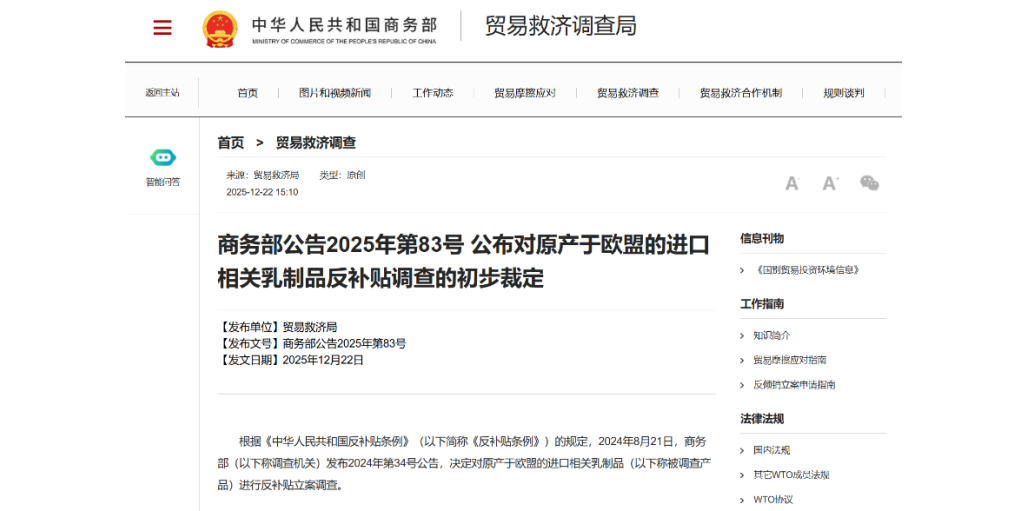 中华人民共和国商务部
MINISTRY OF COMMERCE OF THE PEOPLE'S REPUBLIC OF CHINA
贸易救济调查局
返回主站
首页
图片和视频新闻
工作动态
贸易摩擦应对
贸易救济调查
贸易救济合作机制
规则谈判
智能问答
首页 > 贸易救济调查
来源：贸易救济局 类型：原创
2025-12-22 15:10
A-
A+
商务部公告2025年第83号 公布对原产于欧盟的进口
相关乳制品反补贴调查的初步裁定
【发布单位】贸易救济局
【发布文号】商务部公告2025年第83号
【发文日期】2025年12月22日
根据《中华人民共和国反补贴条例》（以下简称《反补贴条例》）的规定，2024年8月21日，商务
部（以下称调查机关）发布2024年第34号公告，决定对原产于欧盟的进口相关乳制品（以下称被调查产
品）进行反补贴立案调查。
信息刊物
《国别贸易投资环境信息》
工作指南
知识简介
贸易摩擦应对指南
反倾销立案申请指南
法律法规
国内法规
其它WTO成员法规
WTO协议